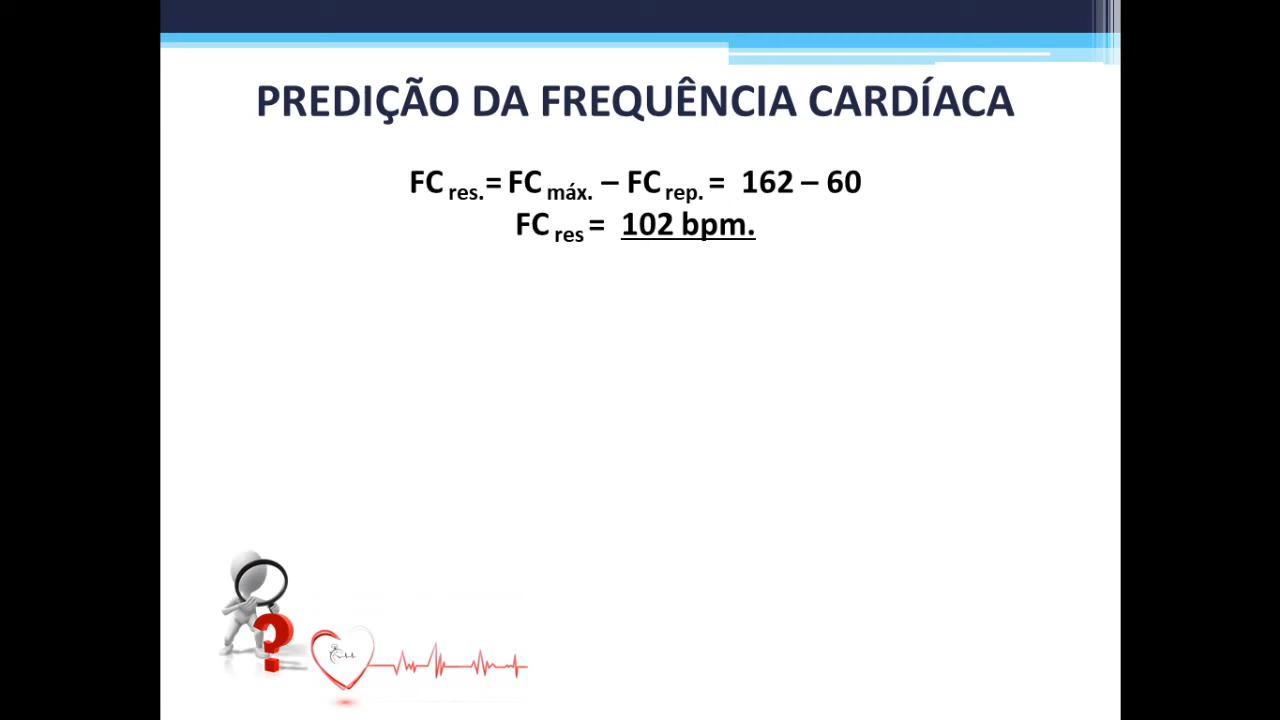 PREDIÇÃO DA FREQUÊNCIA CARDÍACA
FC res.= FC máx. – FC rep. = 162 – 60
FC res = 102 bpm.